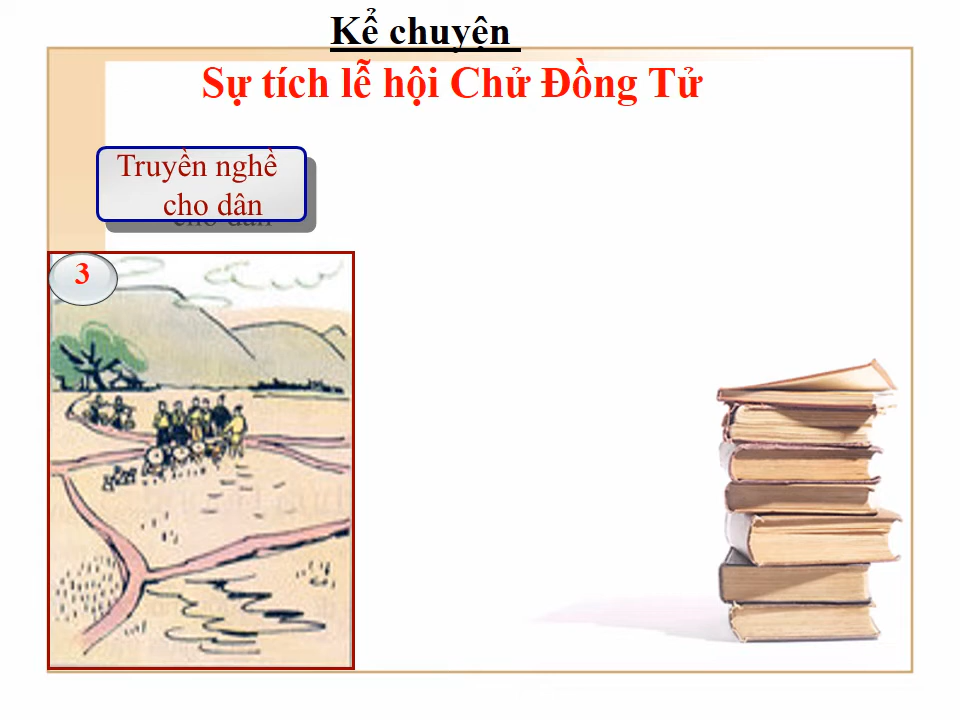 Kể chuyện
Sự tích lễ hội Chử Đồng Tử
Truyền nghề
cho dân
3